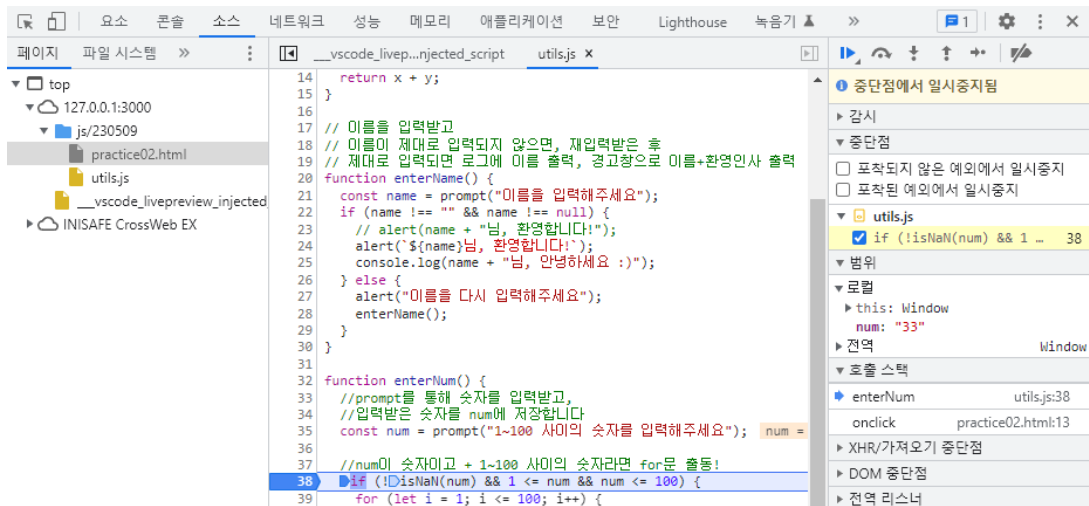 요소 콘솔 소스 네트워크 성능 메모리 애플리케이션 보안 Lighthouse 녹음기 » 1
페이지 파일 시스템 »
__vscode_livep...njected_script utils.js ×
top
127.0.0.1:3000
js/230509
practice02.html
utils.js
__vscode_livepreview_injected
INISAFE CrossWeb EX
14 return x + y;
15 }
16
17 // 이름을 입력받고
18 // 이름이 제대로 입력되지 않으면, 재입력받은 후
19 // 제대로 입력되면 로그에 이름 출력, 경고창으로 이름+환영인사 출력
20 function enterName() {
21 const name = prompt("이름을 입력해주세요");
22 if (name !== "" && name !== null) {
23 // alert(name + "님, 환영합니다!");
24 alert(`${name}님, 환영합니다!`);
25 console.log(name + "님, 안녕하세요 :)");
26 } else {
27 alert("이름을 다시 입력해주세요");
28 enterName();
29 }
30 }
31
32 function enterNum() {
33 //prompt를 통해 숫자를 입력받고,
34 //입력받은 숫자를 num에 저장합니다
35 const num = prompt("1~100 사이의 숫자를 입력해주세요"); num =
36
37 //num이 숫자이고 + 1~100 사이의 숫자라면 for문 출동!
38 if (!isNaN(num) && 1 <= num && num <= 100) {
39 for (let i = 1; i <= 100; i++) {
중단점에서 일시중지됨
감시
중단점
포착되지 않은 예외에서 일시중지
포착된 예외에서 일시중지
utils.js
if (!isNaN(num) && 1 … 38
범위
로컬
this: Window
num: "33"
전역 Window
호출 스택
enterNum utils.js:38
onclick practice02.html:13
XHR/가져오기 중단점
DOM 중단점
전역 리스너